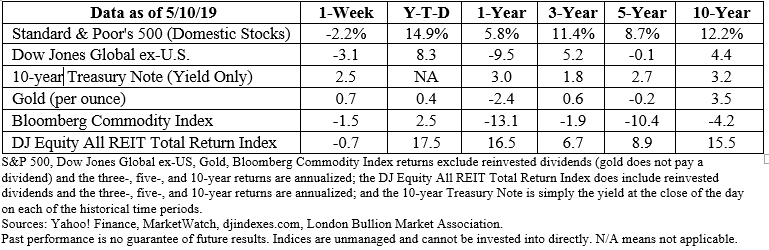 Data as of 5/10/19 1-Week Y-T-D 1-Year 3-Year 5-Year 10-Year
Standard & Poor's 500 (Domestic Stocks) -2.2% 14.9% 5.8% 11.4% 8.7% 12.2%
Dow Jones Global ex-U.S. -3.1 8.3 -9.5 5.2 -0.1 4.4
10-year Treasury Note (Yield Only) 2.5 NA 3.0 1.8 2.7 3.2
Gold (per ounce) 0.7 0.4 -2.4 0.6 -0.2 3.5
Bloomberg Commodity Index -1.5 2.5 -13.1 -1.9 -10.4 -4.2
DJ Equity All REIT Total Return Index -0.7 17.5 16.5 6.7 8.9 15.5
S&P 500, Dow Jones Global ex-US, Gold, Bloomberg Commodity Index returns exclude reinvested dividends (gold does not pay a
dividend) and the three-, five-, and 10-year returns are annualized; the DJ Equity All REIT Total Return Index does include reinvested
dividends and the three-, five-, and 10-year returns are annualized; and the 10-year Treasury Note is simply the yield at the close of the day
on each of the historical time periods.
Sources: Yahoo! Finance, MarketWatch, djindexes.com, London Bullion Market Association.
Past performance is no guarantee of future results. Indices are unmanaged and cannot be invested into directly. N/A means not applicable.